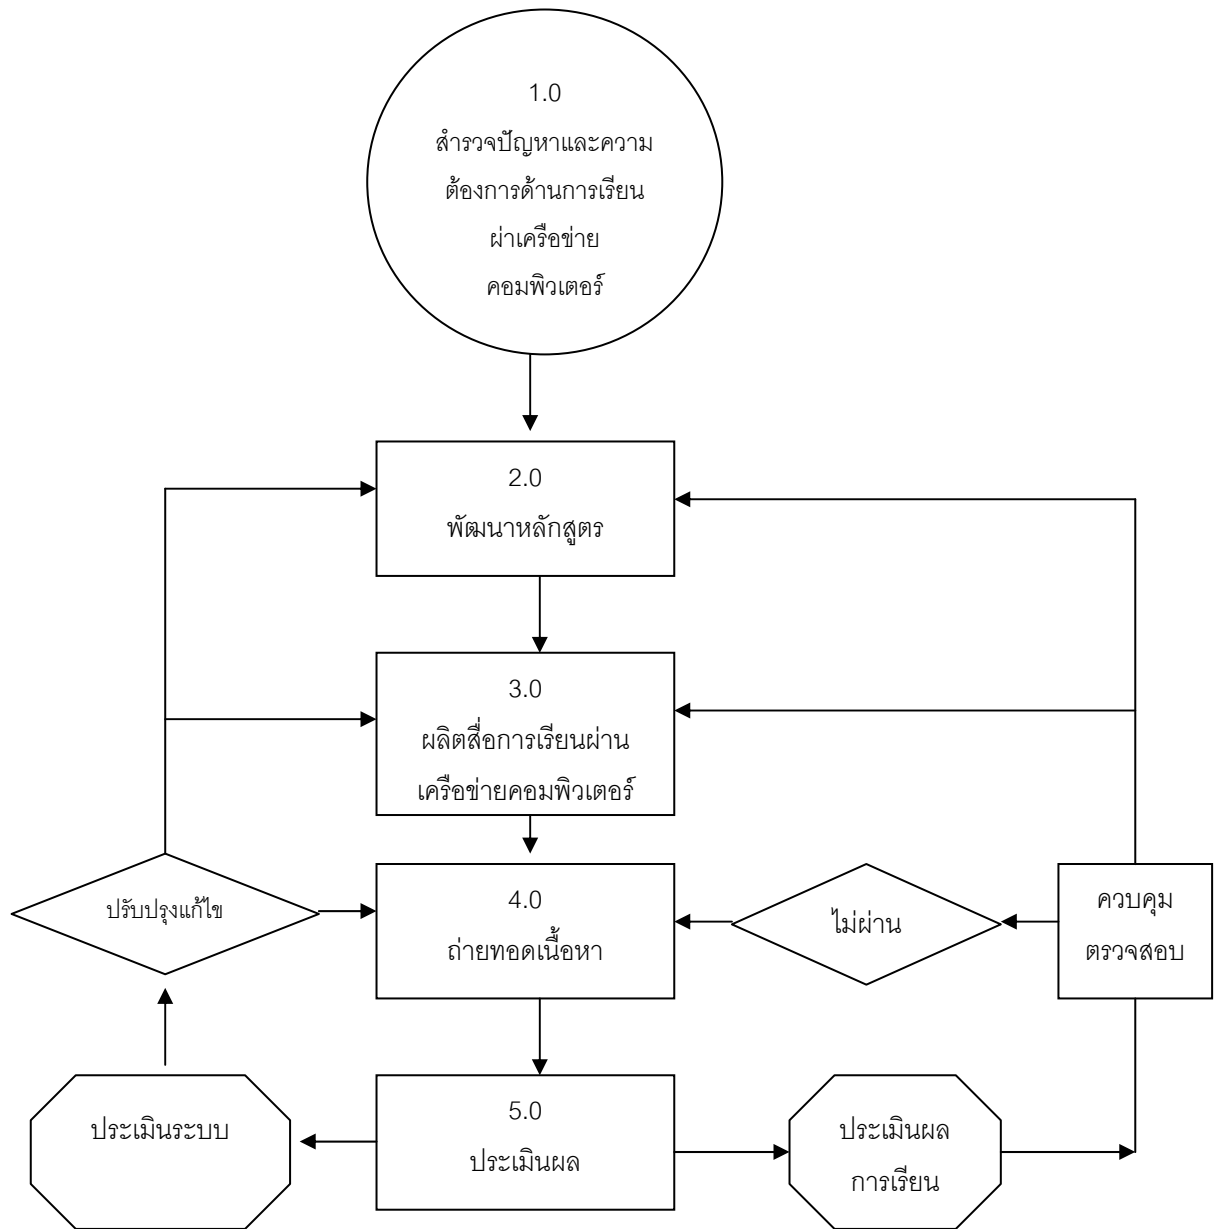 1.0
สำรวจปัญหาและความ
ต้องการด้านการเรียน
ผ่าเครือข่าย
คอมพิวเตอร์
2.0
พัฒนาหลักสูตร
3.0
ผลิตสื่อการเรียนผ่าน
เครือข่ายคอมพิวเตอร์
ปรับปรุงแก้ไข
4.0
ถ่ายทอดเนื้อหา
ไม่ผ่าน
ควบคุม
ตรวจสอบ
ประเมินระบบ
5.0
ประเมินผล
ประเมินผล
การเรียน